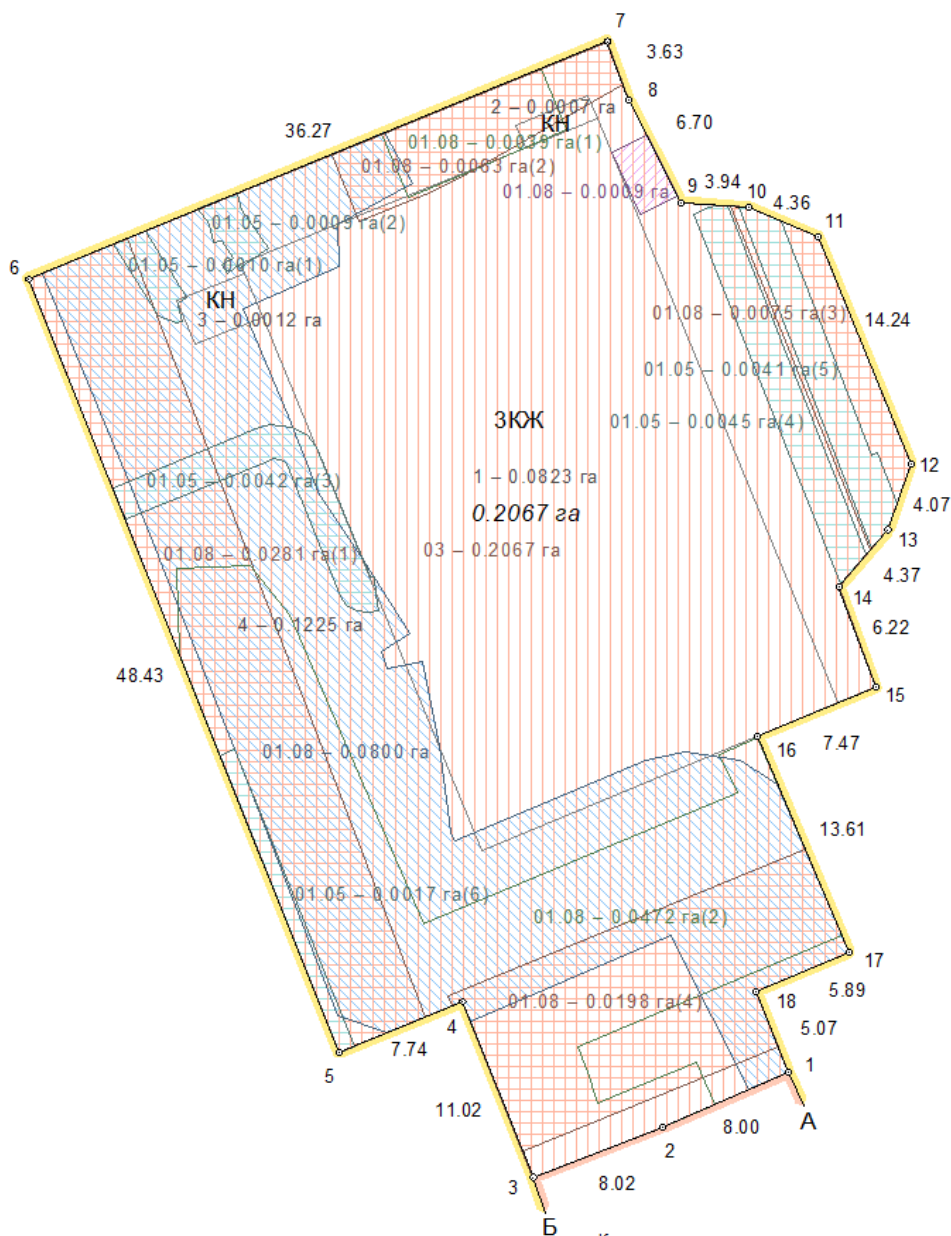 7
3.63
8
6.70
2 – 0.0007 га
КН
36.27
01.08 – 0.0039 га(1)
01.08 – 0.0063 га(2)
01.08 – 0.0009 га
9
3.94
10
4.36
11
01.05 – 0.0009 га(2)
01.05 – 0.0010 га(1)
6
КН
3 – 0.0012 га
14.24
01.08 – 0.0075 га(3)
01.05 – 0.0041 га(5)
01.05 – 0.0045 га(4)
3КЖ
1 – 0.0823 га
0.2067 га
03 – 0.2067 га
12
4.07
13
4.37
14
6.22
15
01.05 – 0.0042 га(3)
01.08 – 0.0281 га(1)
4 – 0.1225 га
48.43
16
7.47
01.08 – 0.0800 га
13.61
01.05 – 0.0017 га(6)
01.08 – 0.0472 га(2)
17
5.89
18
01.08 – 0.0198 га(4)
5.07
4
7.74
5
1
А
11.02
8.00
2
8.02
3
Б